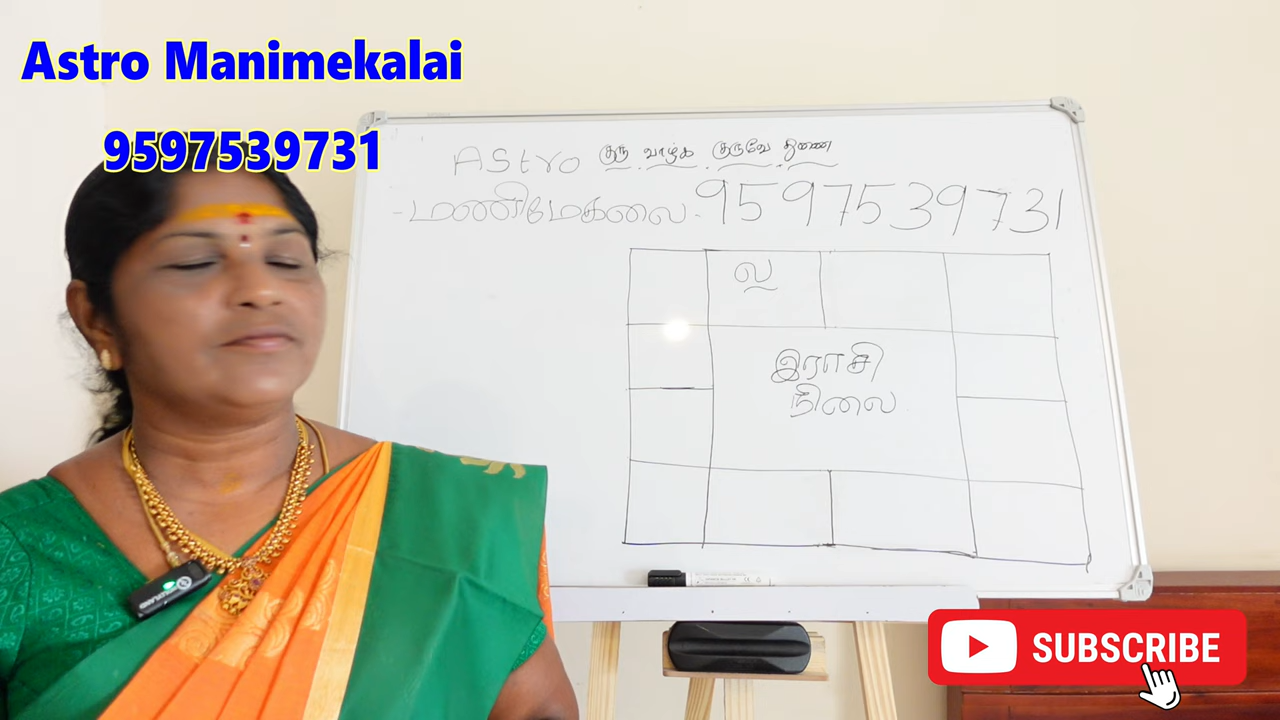 Astro Manimekalai
9597539731
Astro குரு வாழ்க குருவே துணை
-மணிமேகலை- 9597539731
ல
இராசி
நிலை
SUBSCRIBE